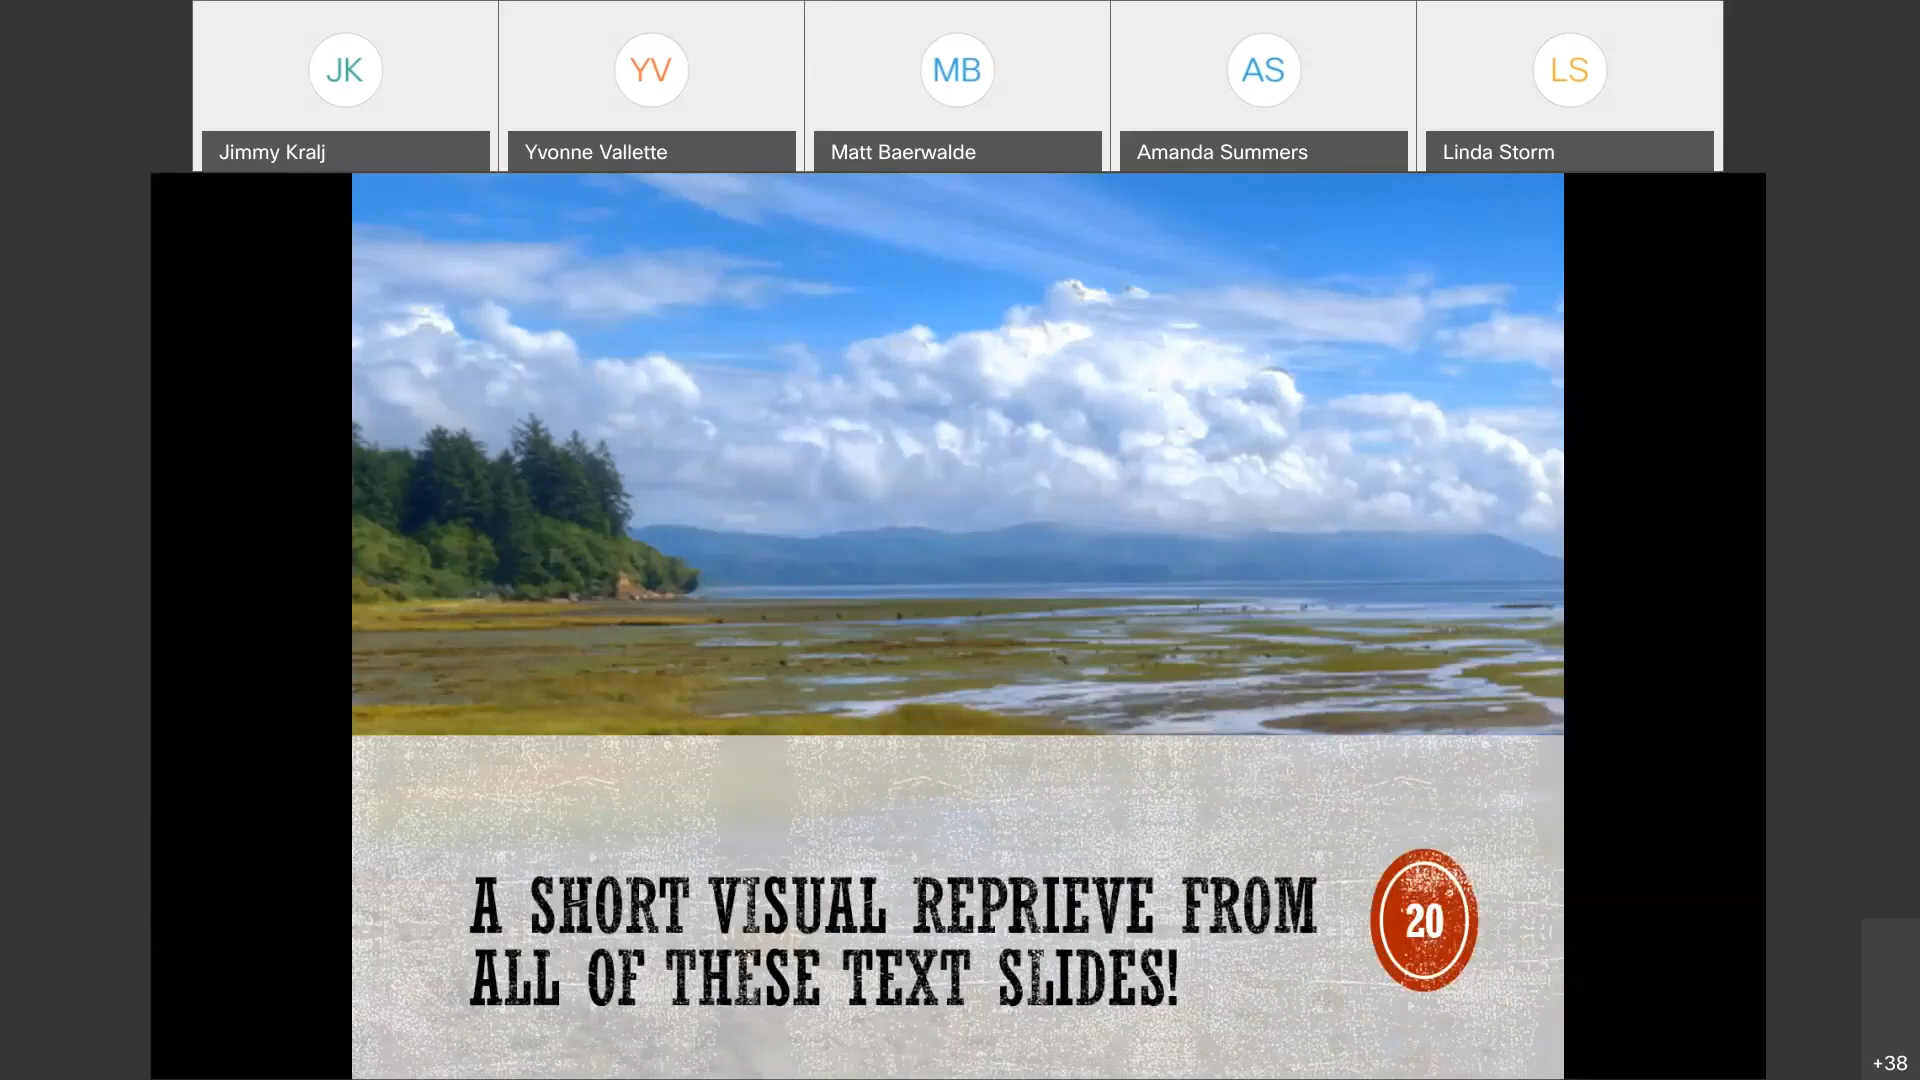 JK
YV
MB
AS
LS
Jimmy Kralj
Yvonne Vallette
Matt Baerwalde
Amanda Summers
Linda Storm
A SHORT VISUAL REPRIEVE FROM
ALL OF THESE TEXT SLIDES!
20
+38